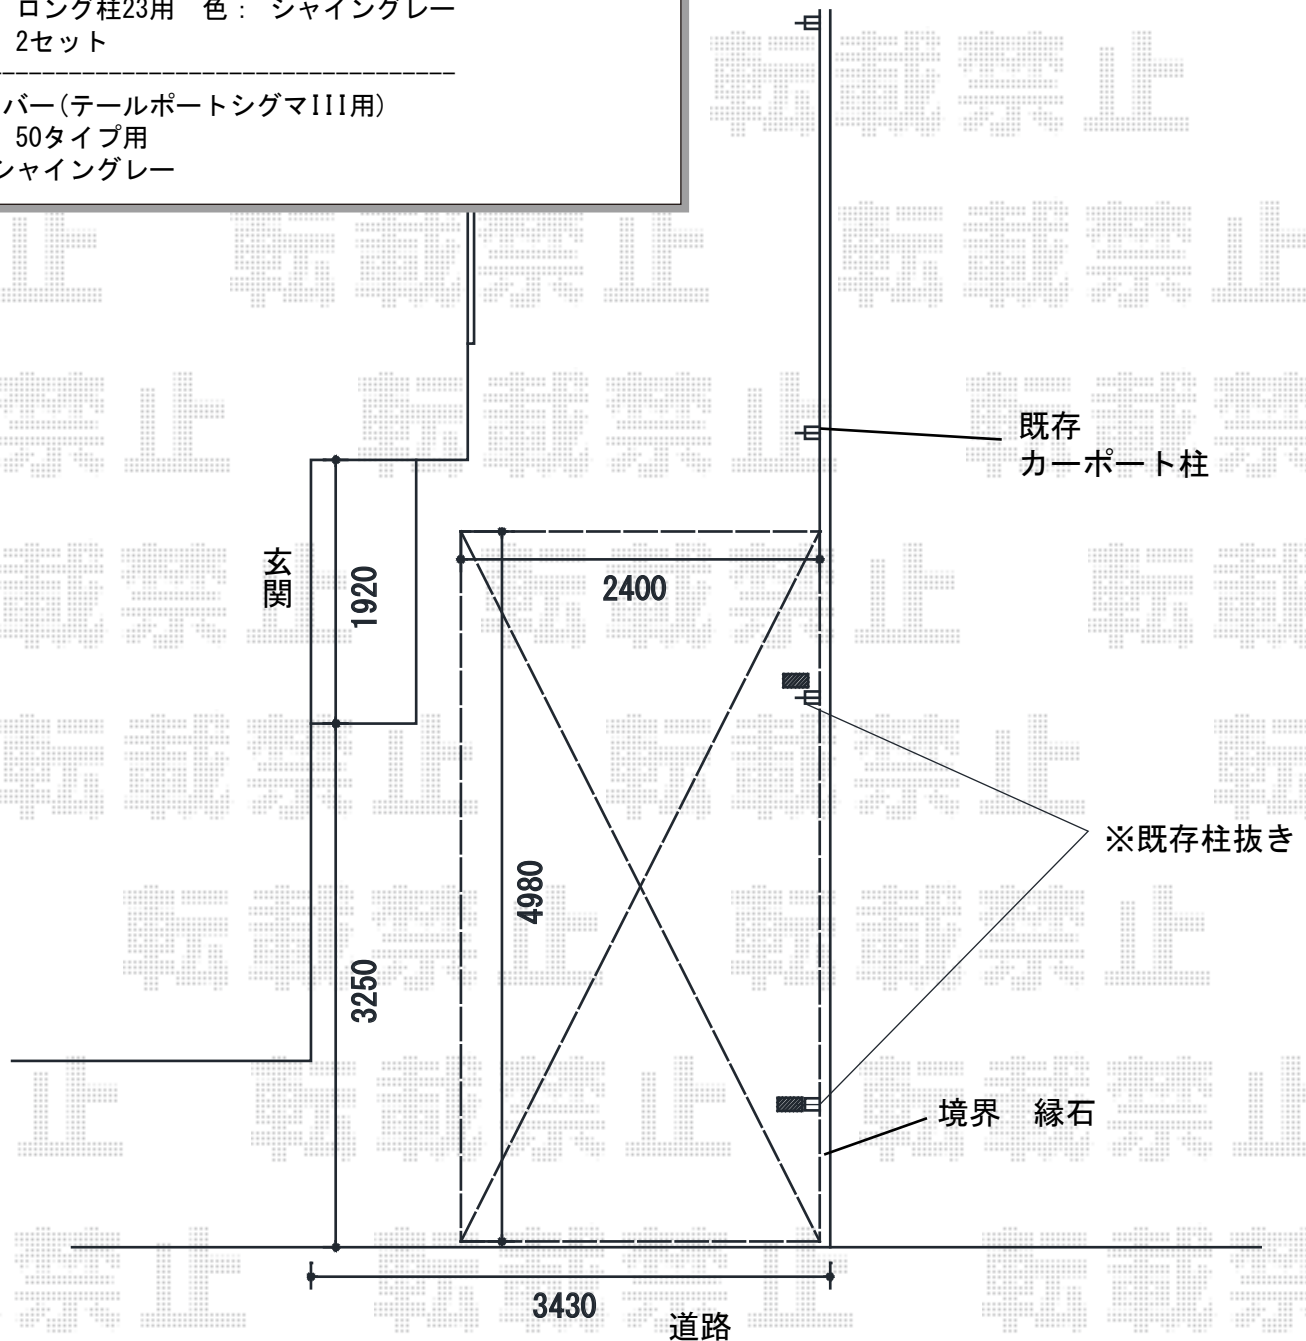 ロング柱23用　色：　シャイングレー
2セット
バー(テールポートシグマIII用)
50タイプ用
シャイングレー
既存
カーポート柱
玄関
1920
2400
※既存柱抜き
4980
3250
境界　縁石
3430
道路
転載禁止